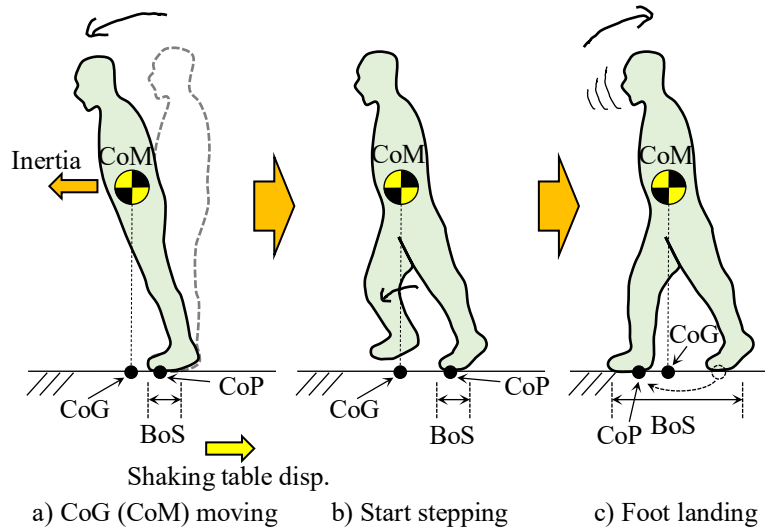 Inertia
CoM
CoG
CoP
BoS
Shaking table disp.
a) CoG (CoM) moving
CoM
CoG
CoP
BoS
b) Start stepping
CoM
CoG
CoP
BoS
c) Foot landing